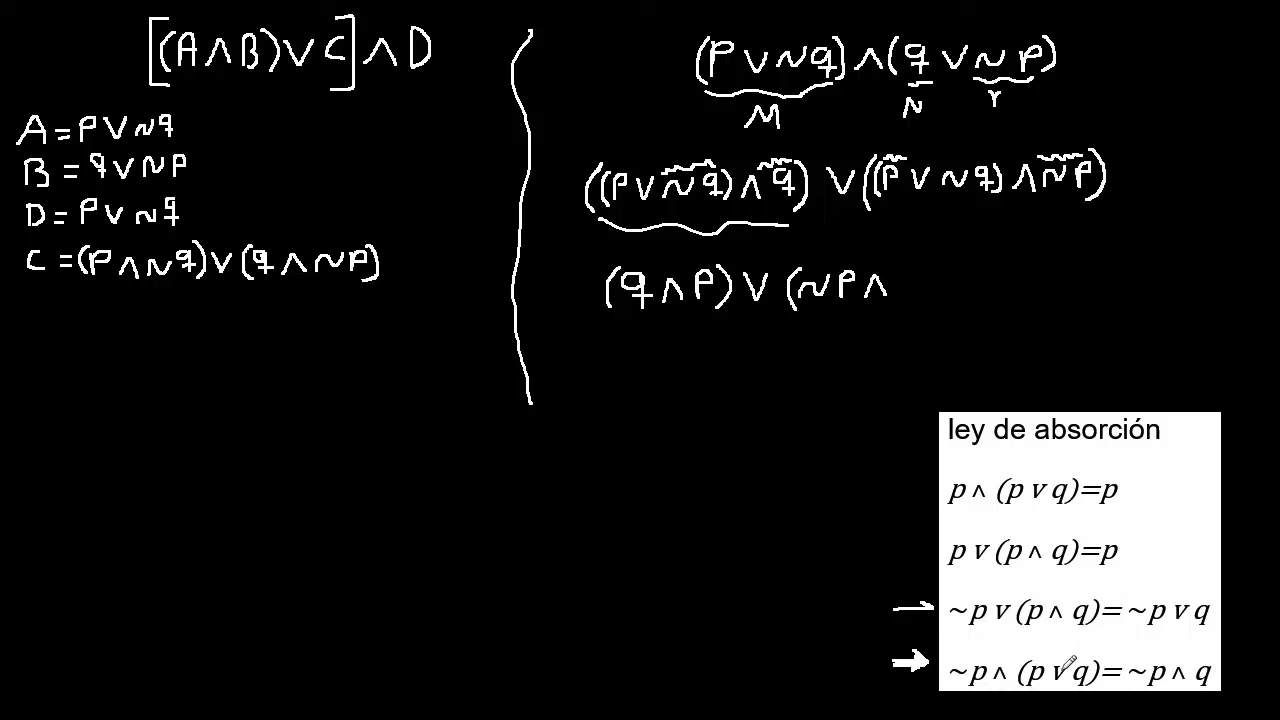 [(A∧B)∨C]∧D
A = P∨~q
B = q∨~P
D = P∨~q
C = (P∧~q)∨(q∧~P)
(P∨~q)∧(q∨~P)
M N r
((P∨~q)∧q)∨((P∨~q)∧~P)
(q∧P)∨(~P∧
ley de absorción
p ∧ (p v q)=p
p v (p ∧ q)=p
~p v (p ∧ q)=~p v q
~p ∧ (p v q)=~p ∧ q